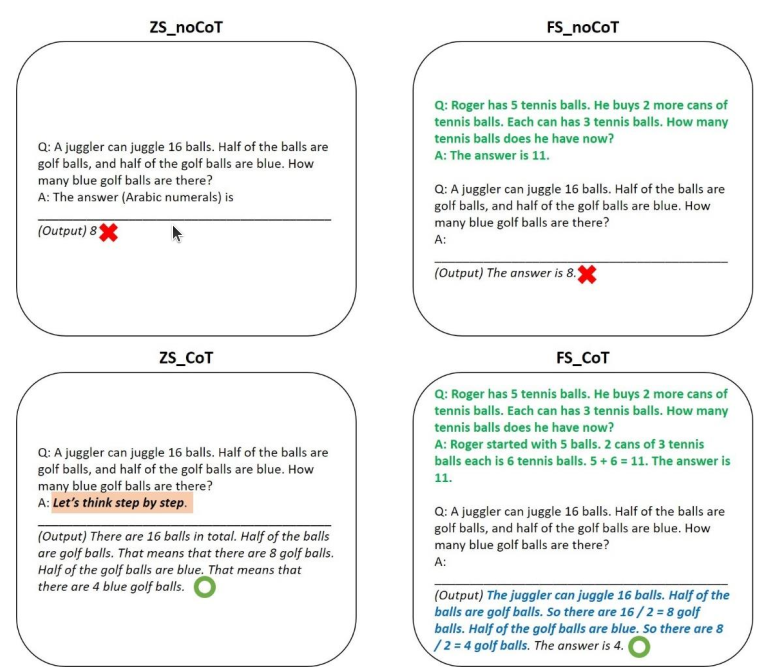 ZS_noCoT
Q: A juggler can juggle 16 balls. Half of the balls are
golf balls, and half of the golf balls are blue. How
many blue golf balls are there?
A: The answer (Arabic numerals) is
(Output) 8
FS_noCoT
Q: Roger has 5 tennis balls. He buys 2 more cans of
tennis balls. Each can has 3 tennis balls. How many
tennis balls does he have now?
A: The answer is 11.
Q: A juggler can juggle 16 balls. Half of the balls are
golf balls, and half of the golf balls are blue. How
many blue golf balls are there?
A:
(Output) The answer is 8.
ZS_CoT
Q: A juggler can juggle 16 balls. Half of the balls are
golf balls, and half of the golf balls are blue. How
many blue golf balls are there?
A: Let's think step by step.
(Output) There are 16 balls in total. Half of the balls
are golf balls. That means that there are 8 golf balls.
Half of the golf balls are blue. That means that
there are 4 blue golf balls.
FS_CoT
Q: Roger has 5 tennis balls. He buys 2 more cans of
tennis balls. Each can has 3 tennis balls. How many
tennis balls does he have now?
A: Roger started with 5 balls. 2 cans of 3 tennis
balls each is 6 tennis balls. 5 + 6 = 11. The answer is
11.
Q: A juggler can juggle 16 balls. Half of the balls are
golf balls, and half of the golf balls are blue. How
many blue golf balls are there?
A:
(Output) The juggler can juggle 16 balls. Half of the
balls are golf balls. So there are 16 / 2 = 8 golf
balls. Half of the golf balls are blue. So there are 8
/ 2 = 4 golf balls. The answer is 4.